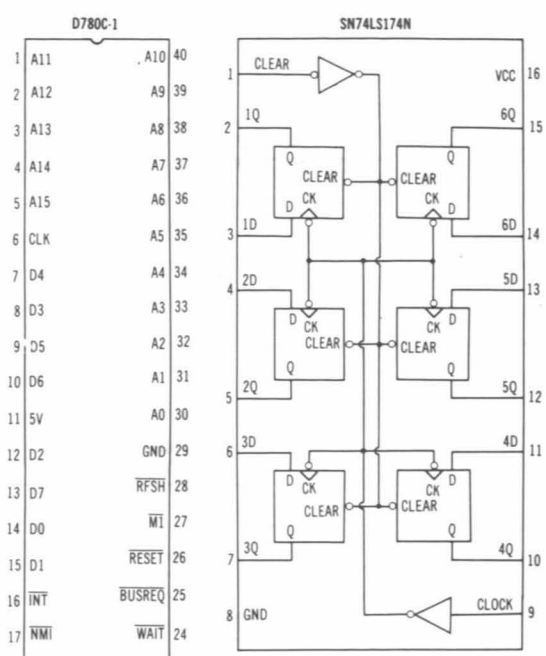 D780C-1
1 A11 A10 40
2 A12 A9 39
3 A13 A8 38
4 A14 A7 37
5 A15 A6 36
6 CLK A5 35
7 D4 A4 34
8 D3 A3 33
9 D5 A2 32
10 D6 A1 31
11 5V A0 30
12 D2 GND 29
13 D7 RFSH 28
14 D0 M1 27
15 D1 RESET 26
16 INT BUSREQ 25
17 NMI WAIT 24
SN74LS174N
1 CLEAR VCC 16
2 1Q 6Q 15
Q Q
CLEAR CLEAR
D CK CK D
3 1D 6D 14
4 2D 5D 13
D CK CK D
CLEAR CLEAR
Q Q
5 2Q 5Q 12
6 3D 4D 11
D CK CK D
CLEAR CLEAR
Q Q
7 3Q 4Q 10
8 GND CLOCK 9